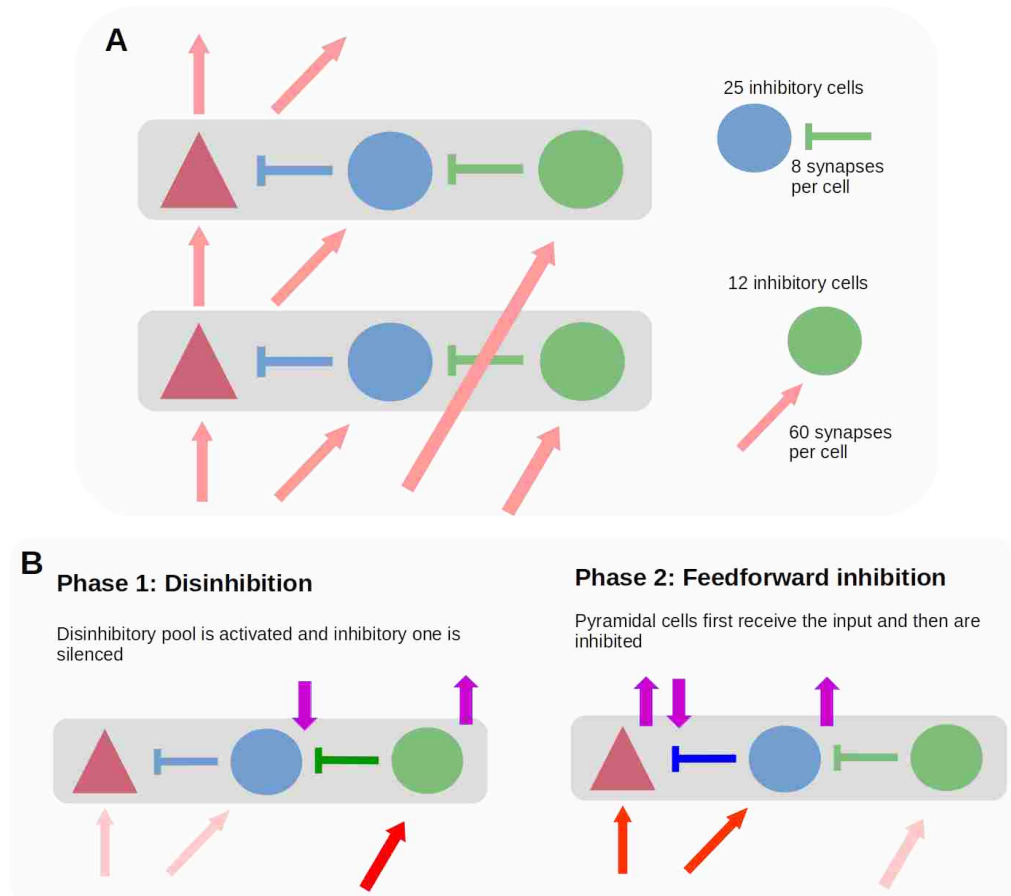 A
25 inhibitory cells
8 synapses
per cell
12 inhibitory cells
60 synapses
per cell
B
Phase 1: Disinhibition
Disinhibitory pool is activated and inhibitory one is
silenced
Phase 2: Feedforward inhibition
Pyramidal cells first receive the input and then are
inhibited